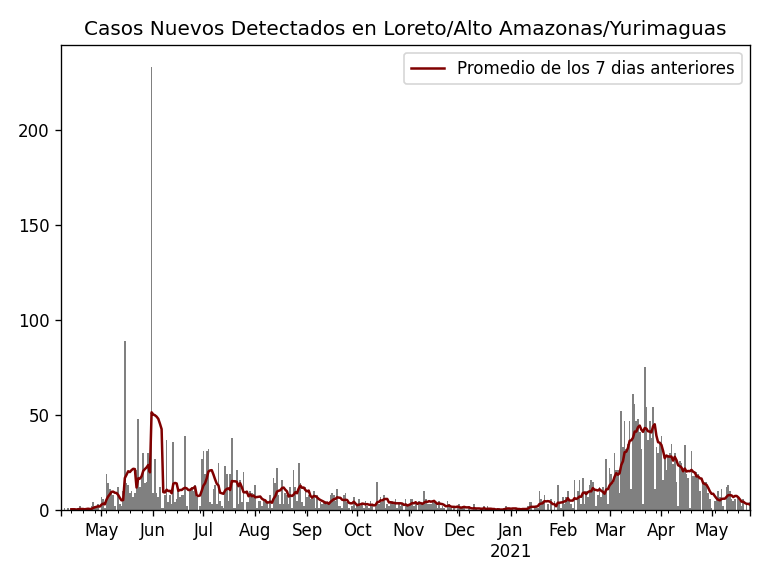 Casos Nuevos Detectados en Loreto/Alto Amazonas/Yurimaguas
Promedio de los 7 dias anteriores
200
150
100
50
0
May Jun Jul Aug Sep Oct Nov Dec Jan Feb Mar Apr May
2021